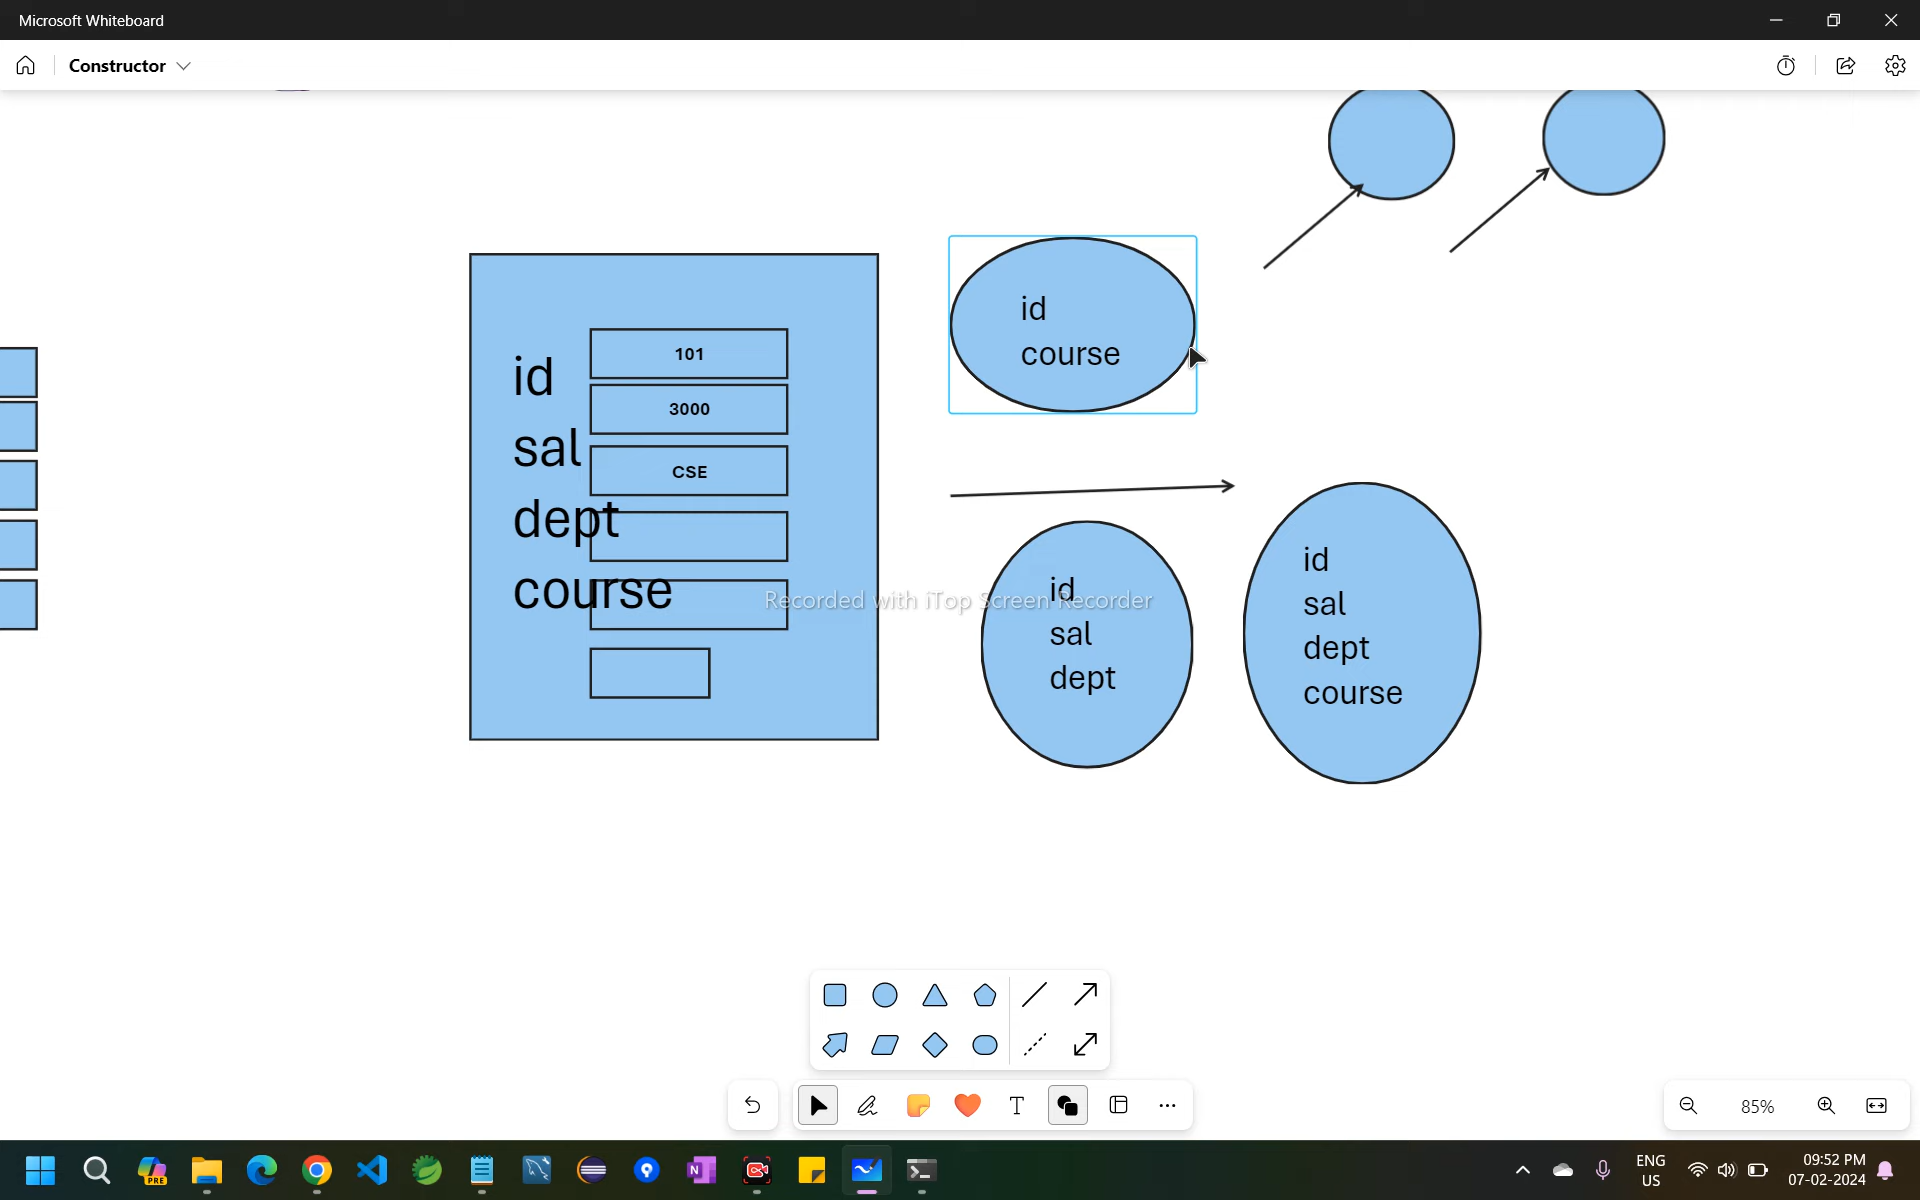 Microsoft Whiteboard
Constructor
id
course
101
3000
CSE
id
sal
dept
course
id
sal
dept
id
sal
dept
course
Recorded with iTop Screen Recorder
85%
PRE
N
ENG
US
09:52 PM
07-02-2024